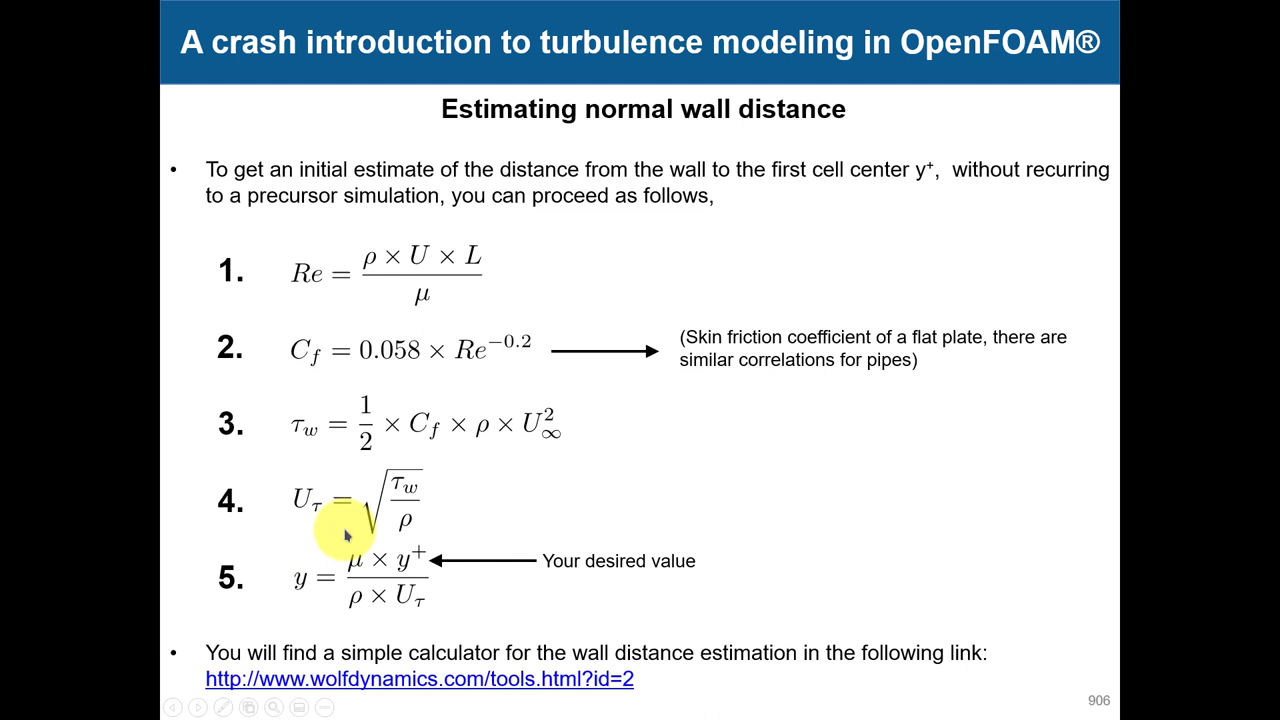 A crash introduction to turbulence modeling in OpenFOAM®
Estimating normal wall distance
• To get an initial estimate of the distance from the wall to the first cell center y⁺,  without recurring
to a precursor simulation, you can proceed as follows,
1. Re = (ρ × U × L) / μ
2. C_f = 0.058 × Re^{−0.2}
(Skin friction coefficient of a flat plate, there are
similar correlations for pipes)
3. τ_w = 1/2 × C_f × ρ × U_∞^2
4. U_τ = √(τ_w / ρ)
5. y = (μ × y⁺) / (ρ × U_τ)
Your desired value
• You will find a simple calculator for the wall distance estimation in the following link:
http://www.wolfdynamics.com/tools.html?id=2
906